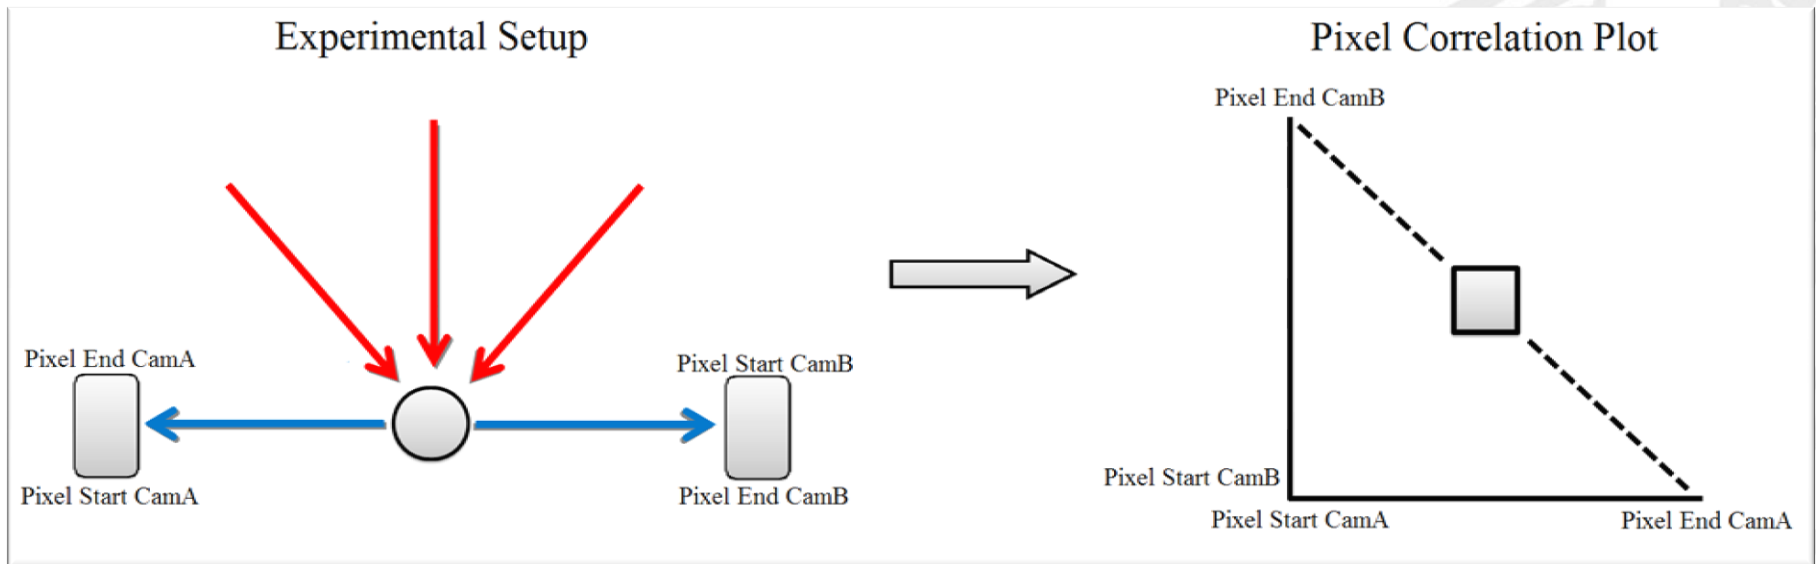 Experimental Setup
Pixel End CamA
Pixel Start CamB
Pixel Start CamA
Pixel End CamB
Pixel Correlation Plot
Pixel End CamB
Pixel Start CamB
Pixel Start CamA
Pixel End CamA